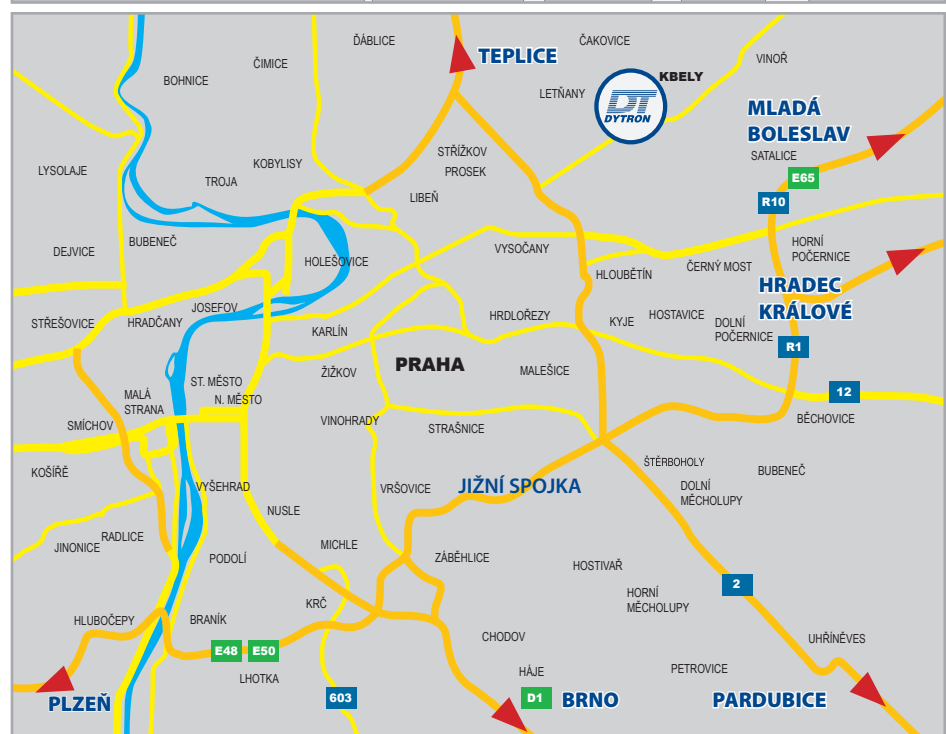 ĎÁBLICE
ČAKOVICE
TEPLICE
VINOŘ
ČIMICE
KBELY
BOHNICE
LETŇANY
DT
DYTRON
MLADÁ
BOLESLAV
STŘÍŽKOV
SATALICE
KOBYLISY
LYSOLAJE
PROSEK
E65
TROJA
LIBEŇ
R10
BUBENEČ
DEJVICE
VYSOČANY
HORNÍ
POČERNICE
HOLEŠOVICE
ČERNÝ MOST
HLOUBĚTÍN
HRADEC
KRÁLOVÉ
JOSEFOV
HRDLOŘEZY
HOSTAVICE
STŘEŠOVICE
HRADČANY
KYJE
DOLNÍ
POČERNICE
KARLÍN
R1
PRAHA
ŽIŽKOV
MALEŠICE
ST. MĚSTO
12
MALÁ
STRANA
N. MĚSTO
SMÍCHOV
VINOHRADY
STRAŠNICE
BĚCHOVICE
ŠTĚRBOHOLY
KOŠÍŘE
BUBENEČ
VYŠEHRAD
VRŠOVICE
JIŽNÍ SPOJKA
DOLNÍ
MĚCHOLUPY
NUSLE
RADLICE
JINONICE
MICHLE
PODOLÍ
ZÁBĚHLICE
HOSTIVAŘ
2
HORNÍ
MĚCHOLUPY
KRČ
HLUBOČEPY
BRANÍK
CHODOV
UHŘÍNĚVES
E48
E50
HÁJE
PETROVICE
LHOTKA
603
D1
BRNO
PARDUBICE
PLZEŇ